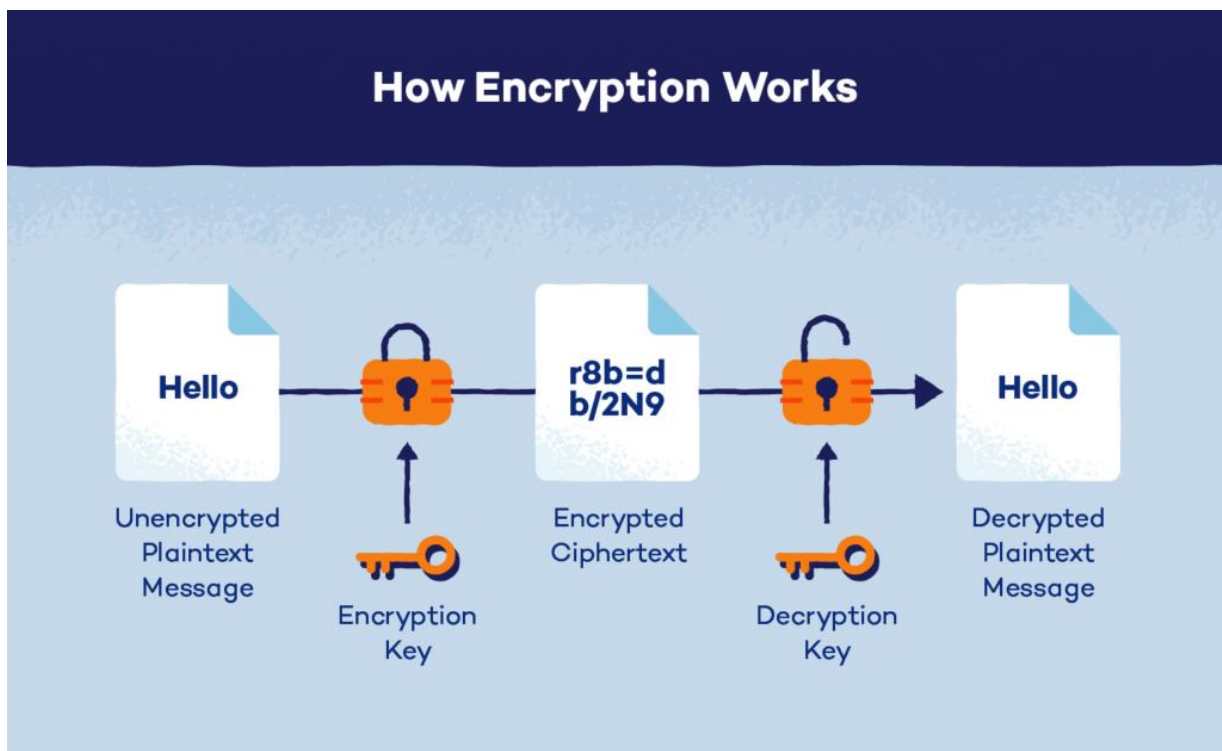 How Encryption Works
Hello
r8b=d
b/2N9
Hello
Unencrypted
Plaintext
Message
Encryption
Key
Encrypted
Ciphertext
Decryption
Key
Decrypted
Plaintext
Message